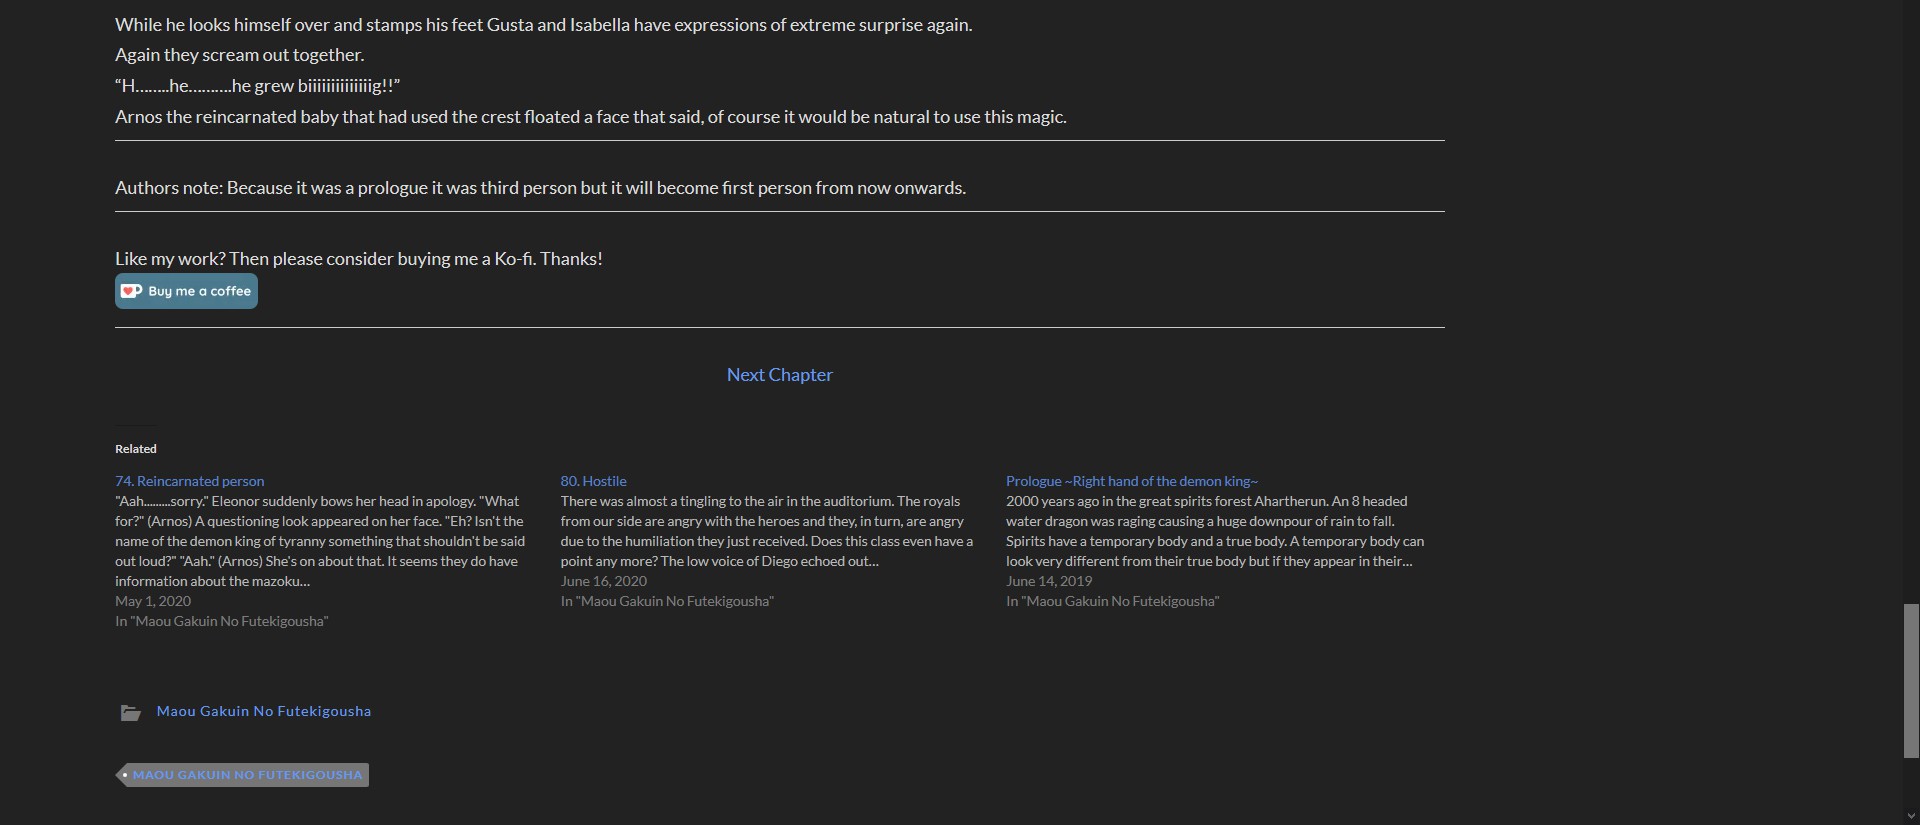 While he looks himself over and stamps his feet Gusta and Isabella have expressions of extreme surprise again.
Again they scream out together.
“H……..he……….he grew biiiiiiiiiiiiiig!!”
Arnos the reincarnated baby that had used the crest floated a face that said, of course it would be natural to use this magic.
Authors note: Because it was a prologue it was third person but it will become first person from now onwards.
Like my work? Then please consider buying me a Ko-fi. Thanks!
Buy me a coffee
Next Chapter
Related
74. Reincarnated person
"Aah.........sorry." Eleonor suddenly bows her head in apology. "What
for?" (Arnos) A questioning look appeared on her face. "Eh? Isn't the
name of the demon king of tyranny something that shouldn't be said
out loud?" "Aah." (Arnos) She's on about that. It seems they do have
information about the mazoku…
May 1, 2020
In "Maou Gakuin No Futekigousha"
80. Hostile
There was almost a tingling to the air in the auditorium. The royals
from our side are angry with the heroes and they, in turn, are angry
due to the humiliation they just received. Does this class even have a
point any more? The low voice of Diego echoed out…
June 16, 2020
In "Maou Gakuin No Futekigousha"
Prologue ~Right hand of the demon king~
2000 years ago in the great spirits forest Ahartherun. An 8 headed
water dragon was raging causing a huge downpour of rain to fall.
Spirits have a temporary body and a true body. A temporary body can
look very different from their true body but if they appear in their…
June 14, 2019
In "Maou Gakuin No Futekigousha"
Maou Gakuin No Futekigousha
MAOU GAKUIN NO FUTEKIGOUSHA